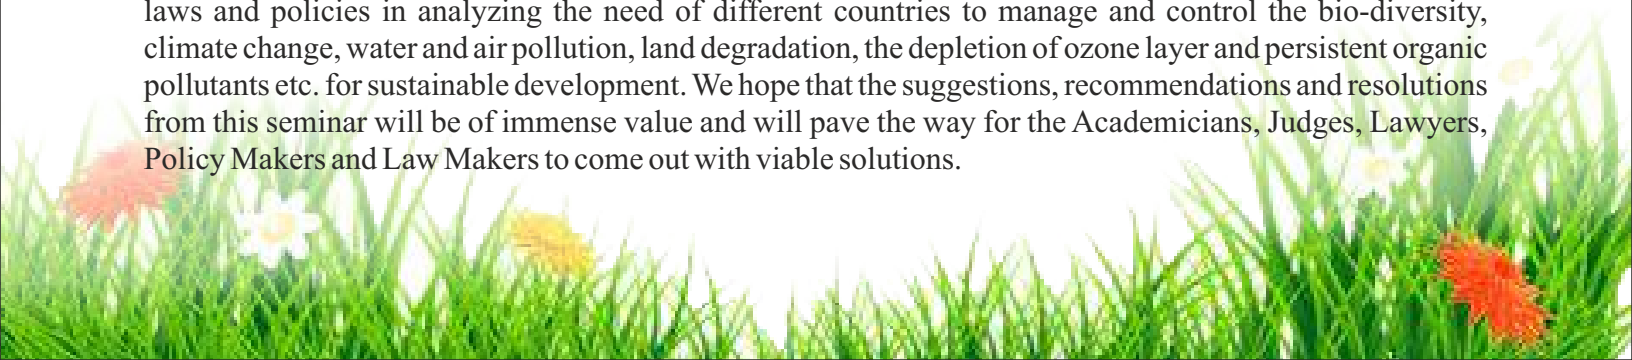 laws and policies in analyzing the need of different countries to manage and control the bio-diversity,
climate change, water and air pollution, land degradation, the depletion of ozone layer and persistent organic
pollutants etc. for sustainable development. We hope that the suggestions, recommendations and resolutions
from this seminar will be of immense value and will pave the way for the Academicians, Judges, Lawyers,
Policy Makers and Law Makers to come out with viable solutions.